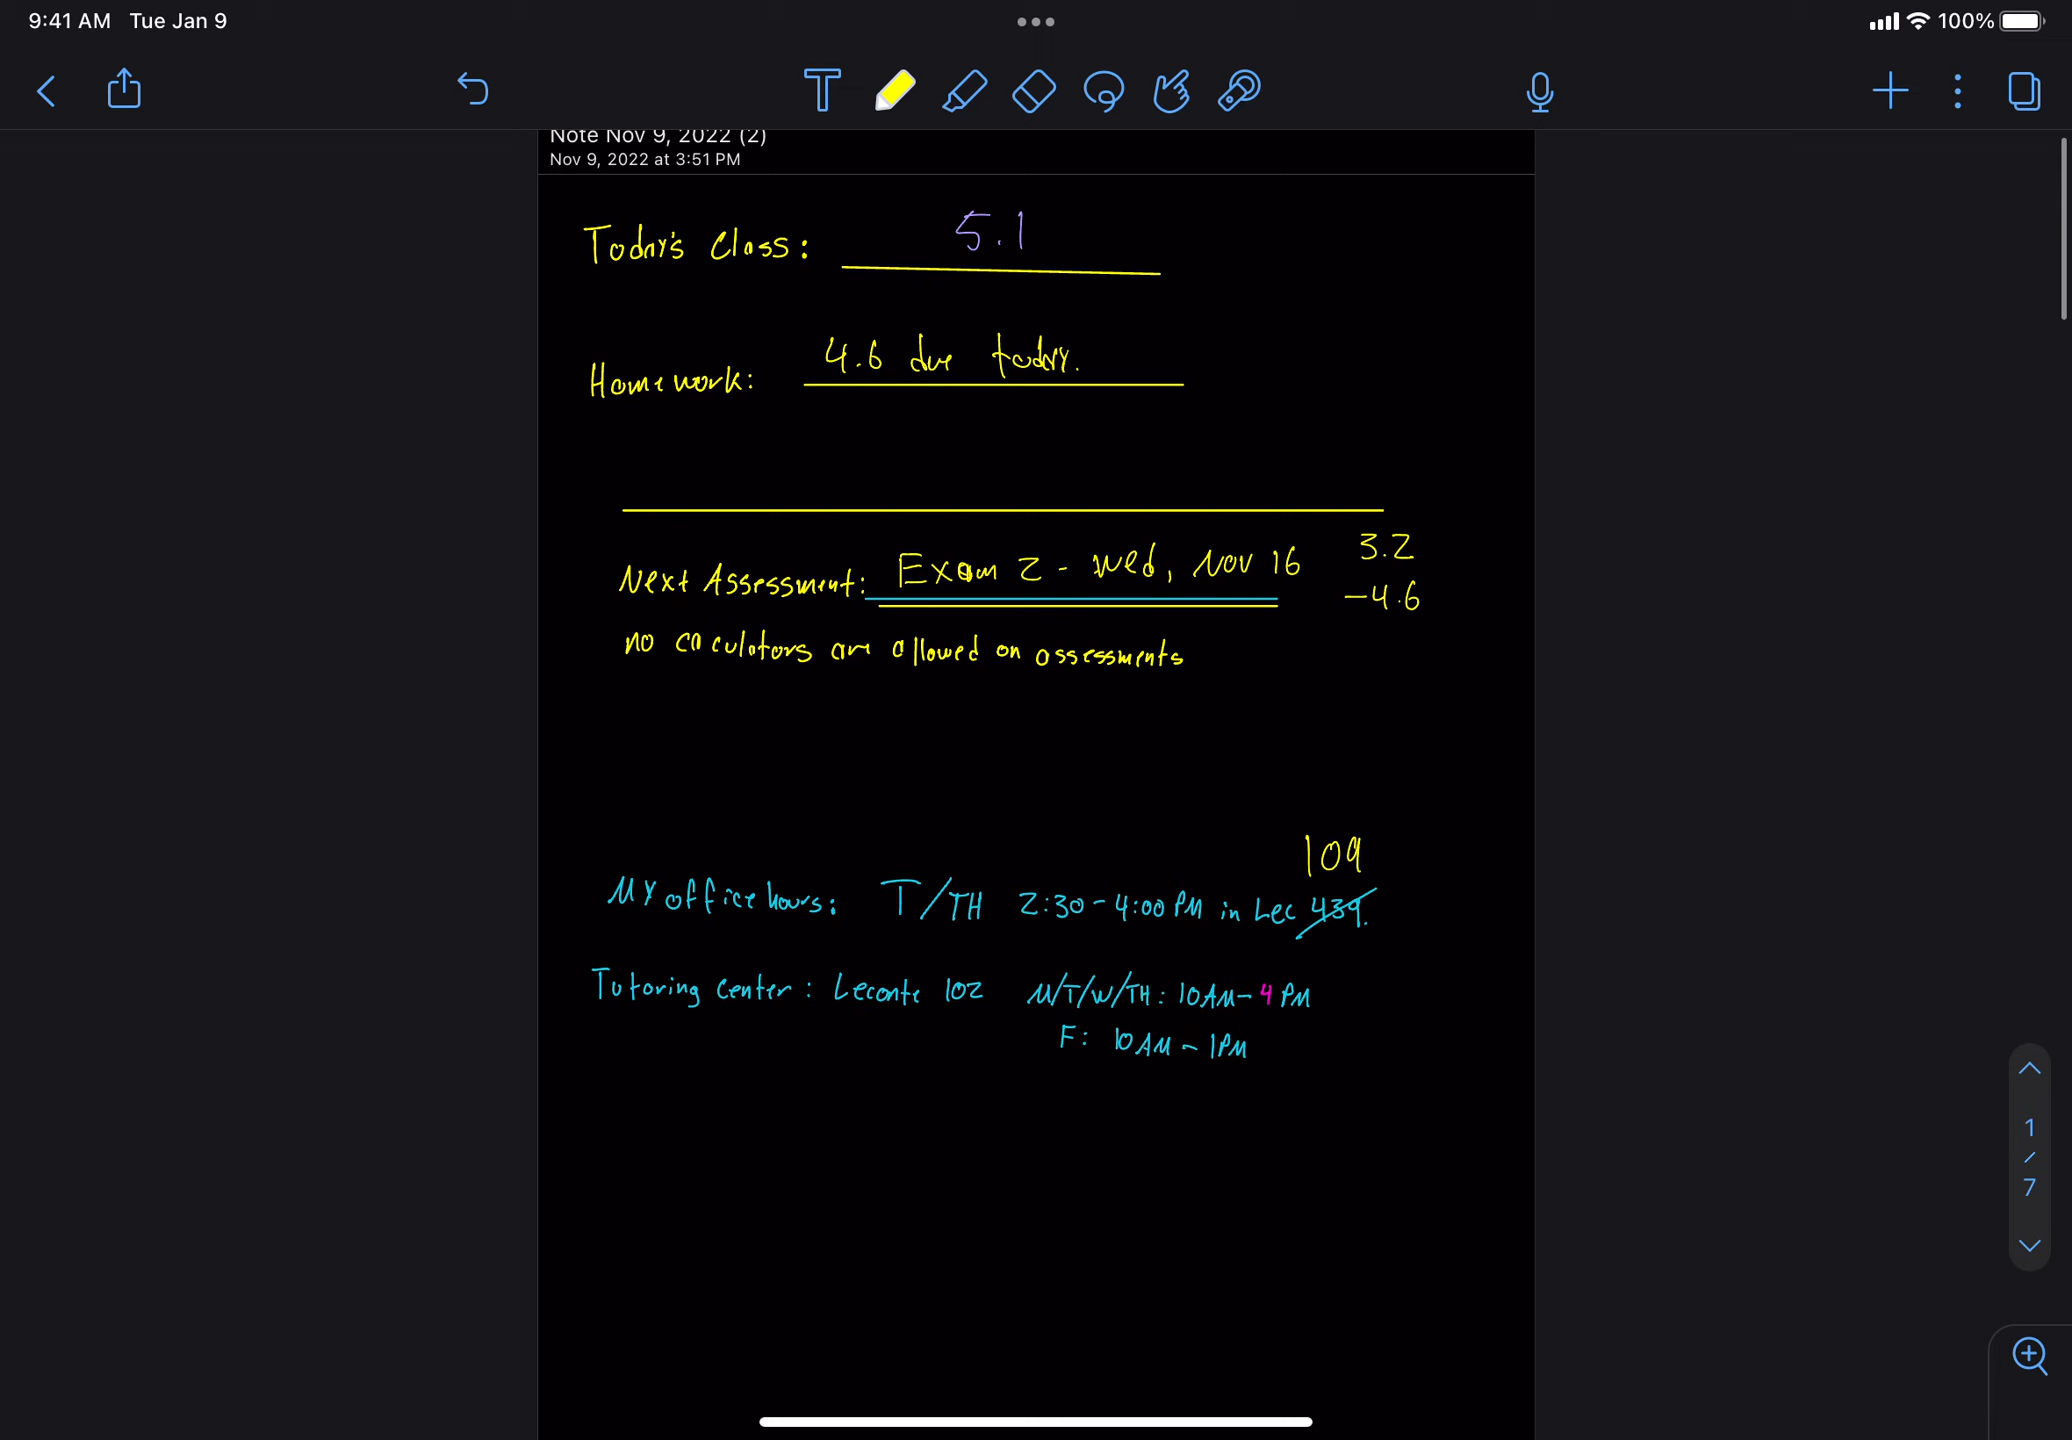 9:41 AM Tue Jan 9
100%
Note Nov 9, 2022 (2)
Nov 9, 2022 at 3:51 PM
Today's Class: 5.1
Homework: 4.6 due today.
Next Assessment: Exam 2 - Wed, Nov 16 3.2
-4.6
no caculators are allowed on assessments
109
My office hours: T/TH 2:30-4:00 PM in Lec 439.
Tutoring Center: Leconte 102 M/T/W/TH: 10AM-4 PM
F: 10AM-1PM
1
/
7